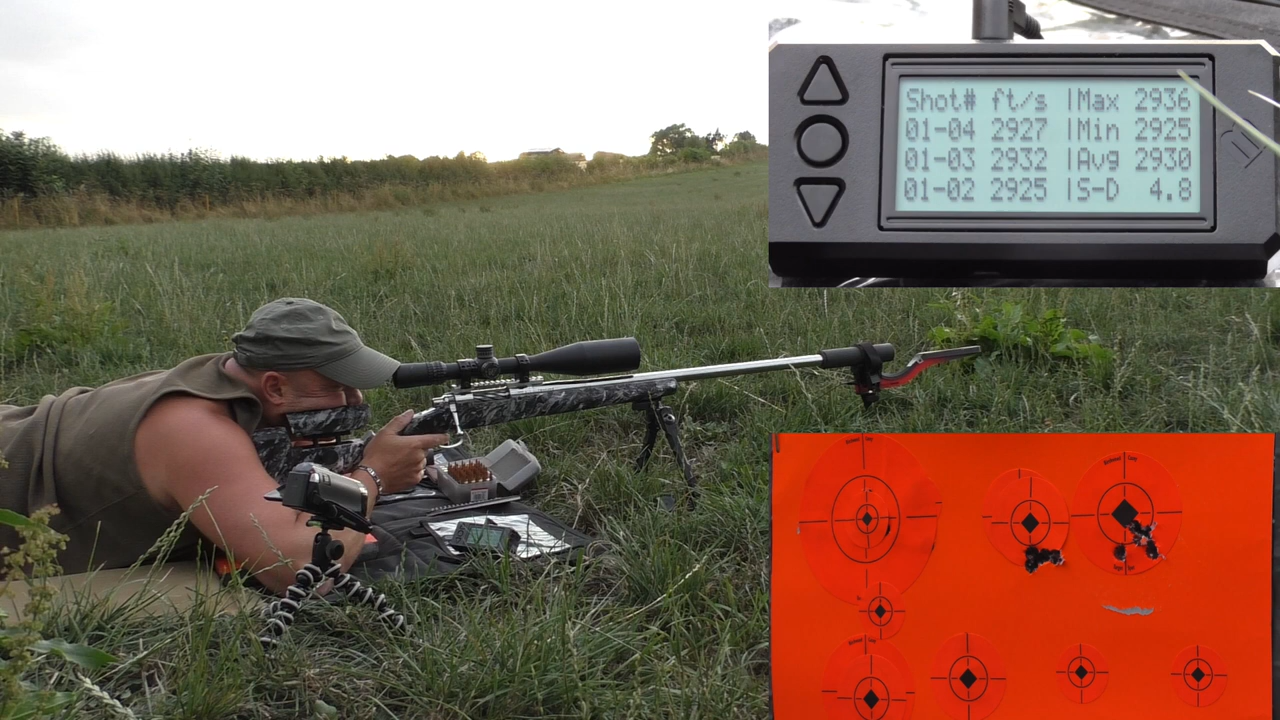 Shot# ft/s |Max 2936
01-04 2927 |Min 2925
01-03 2932 |Avg 2930
01-02 2925 |S-D 4.8